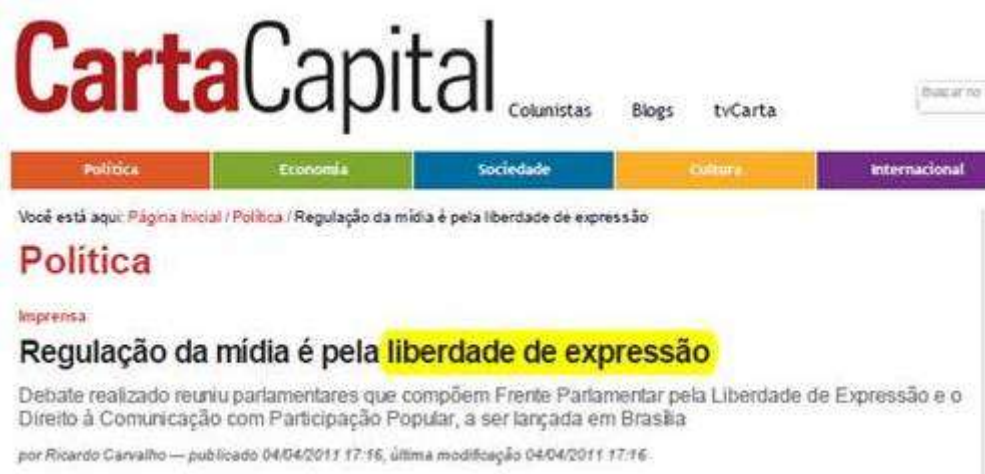 CartaCapital
Colunistas Blogs tvCarta Buscar no
Política Economia Sociedade Cultura Internacional
Você está aqui: Página Inicial / Política / Regulação da mídia é pela liberdade de expressão
Política
Imprensa
Regulação da mídia é pela liberdade de expressão
Debate realizado reuniu parlamentares que compõem Frente Parlamentar pela Liberdade de Expressão e o
Direito à Comunicação com Participação Popular, a ser lançada em Brasília
por Ricardo Carvalho — publicado 04/04/2011 17:16, última modificação 04/04/2011 17:16